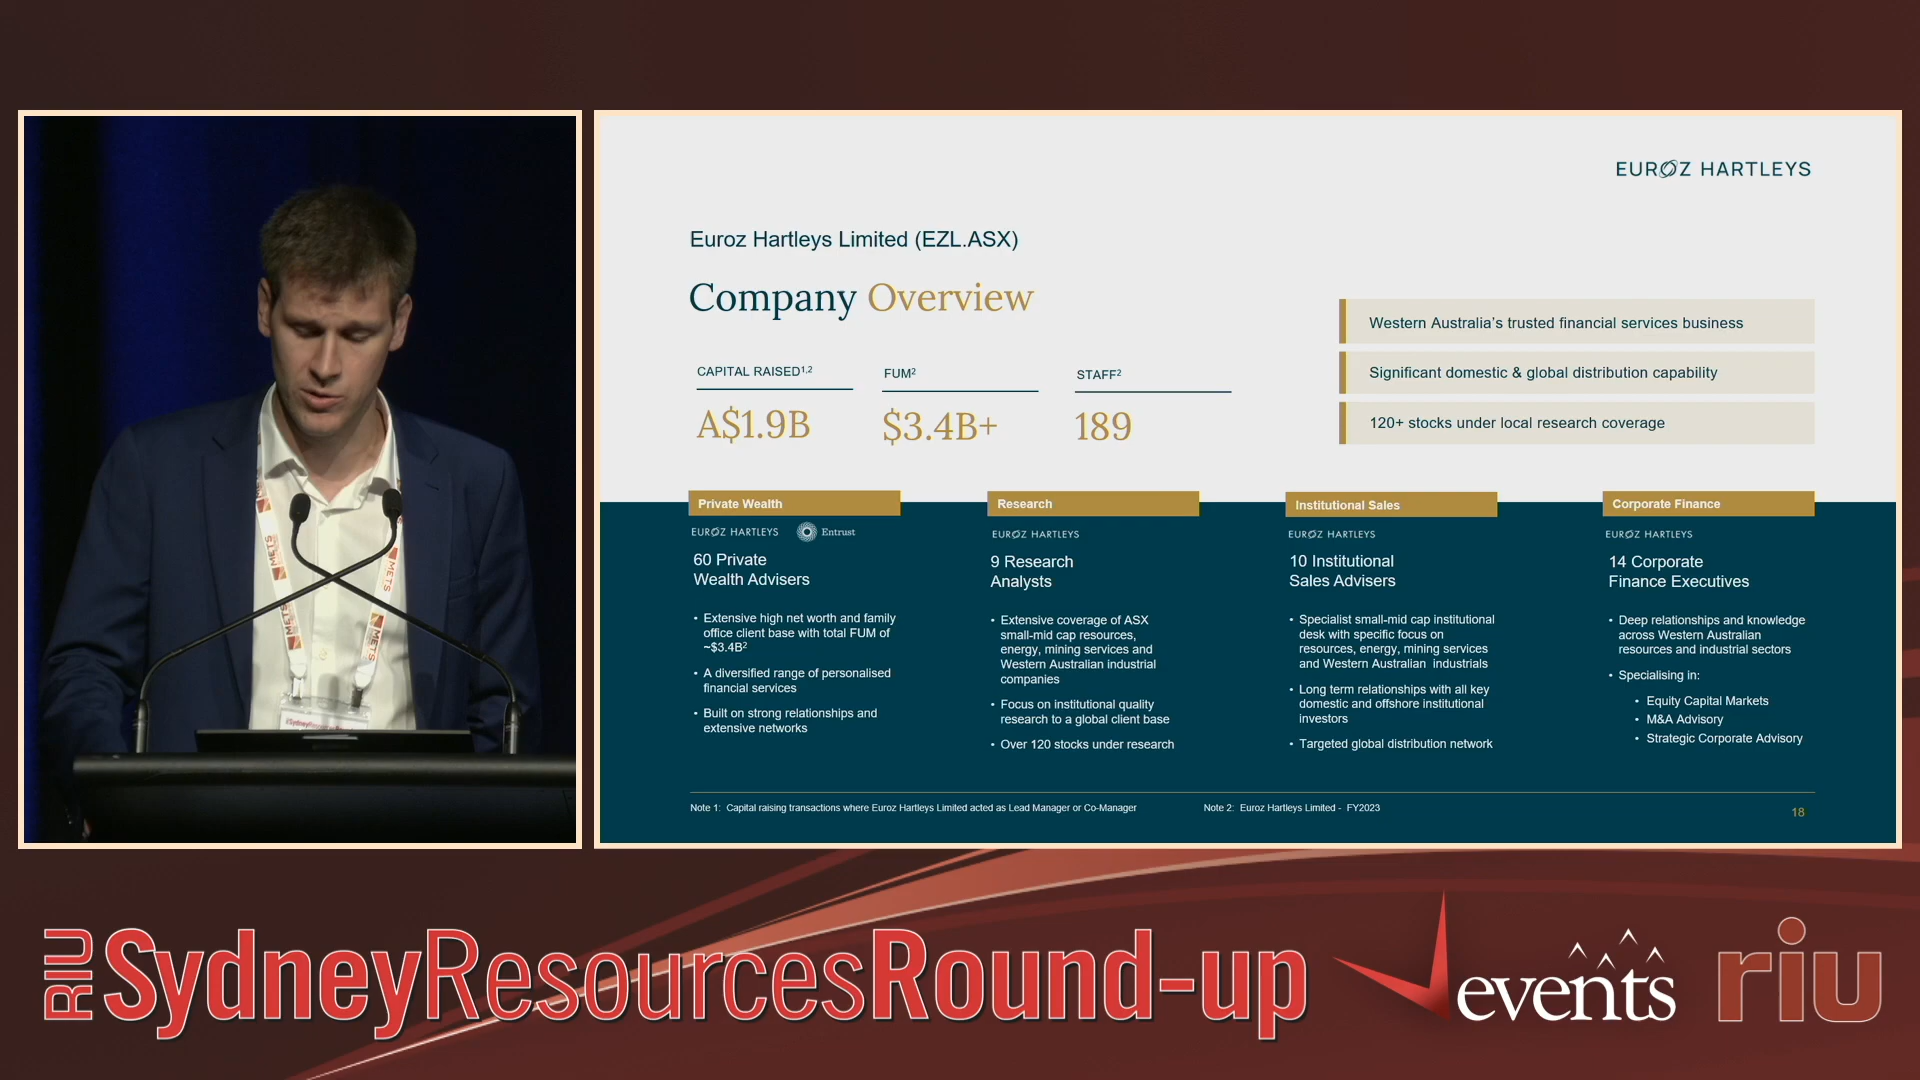 EUROZ HARTLEYS
Euroz Hartleys Limited (EZL.ASX)
Company Overview
CAPITAL RAISED1,2
A$1.9B
FUM2
$3.4B+
STAFF2
189
Western Australia’s trusted financial services business
Significant domestic & global distribution capability
120+ stocks under local research coverage
Private Wealth
EUROZ HARTLEYS
Entrust
60 Private
Wealth Advisers
• Extensive high net worth and family
office client base with total FUM of
~$3.4B2
• A diversified range of personalised
financial services
• Built on strong relationships and
extensive networks
Research
EUROZ HARTLEYS
9 Research
Analysts
• Extensive coverage of ASX
small-mid cap resources,
energy, mining services and
Western Australian industrial
companies
• Focus on institutional quality
research to a global client base
• Over 120 stocks under research
Institutional Sales
EUROZ HARTLEYS
10 Institutional
Sales Advisers
• Specialist small-mid cap institutional
desk with specific focus on
resources, energy, mining services
and Western Australian industrials
• Long term relationships with all key
domestic and offshore institutional
investors
• Targeted global distribution network
Corporate Finance
EUROZ HARTLEYS
14 Corporate
Finance Executives
• Deep relationships and knowledge
across Western Australian
resources and industrial sectors
• Specialising in:
• Equity Capital Markets
• M&A Advisory
• Strategic Corporate Advisory
Note 1: Capital raising transactions where Euroz Hartleys Limited acted as Lead Manager or Co-Manager
Note 2: Euroz Hartleys Limited - FY2023
18
METS
METS
METS
METS
RIU SydneyResourcesRound-up
events
riu